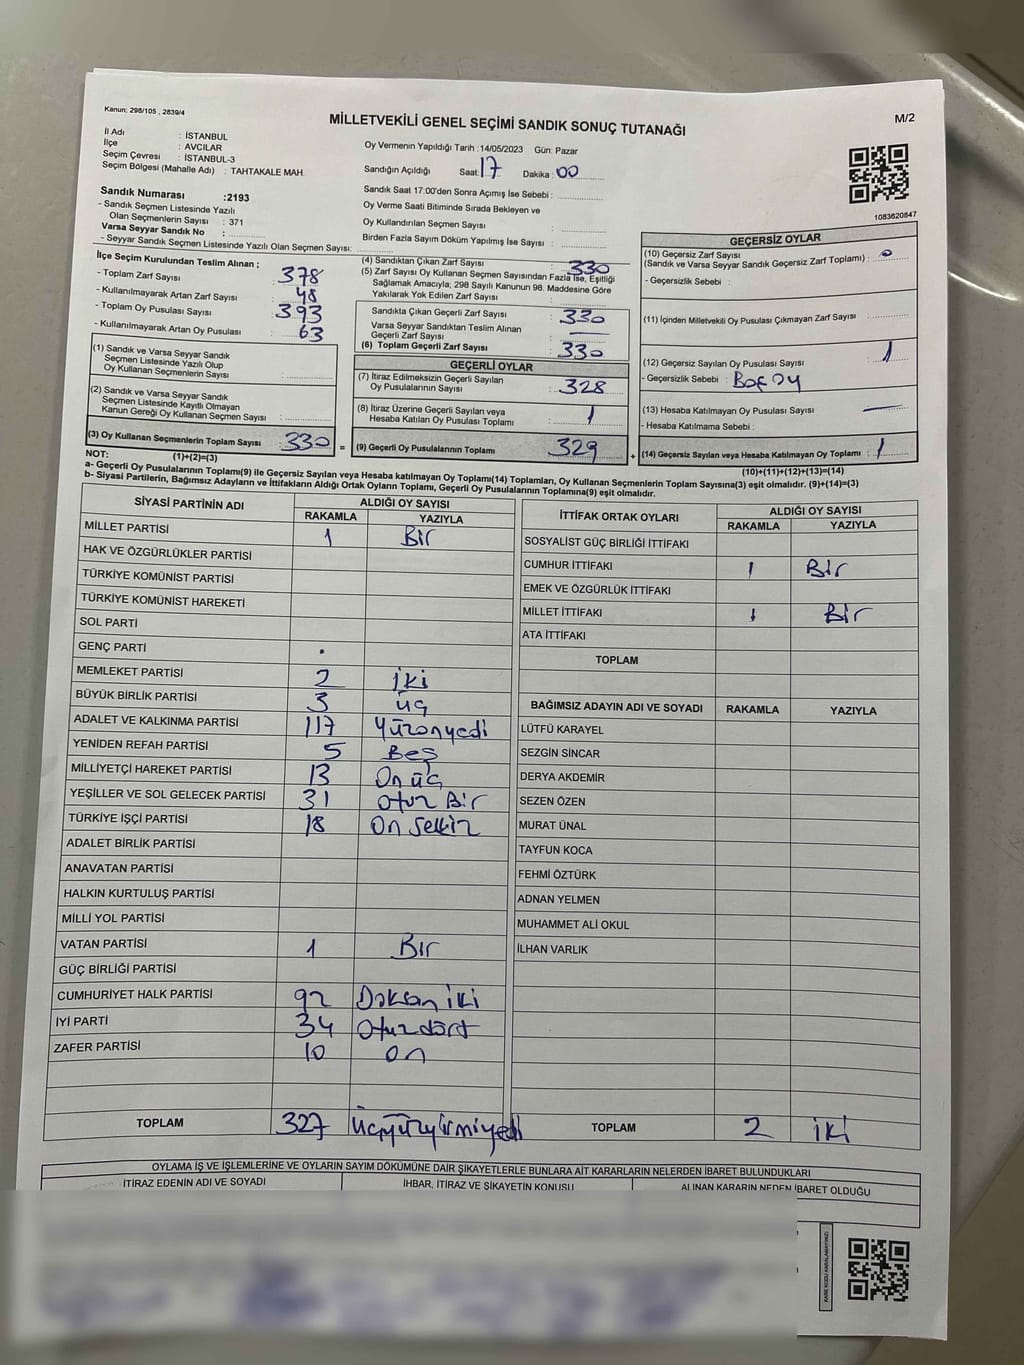 Kanun; 298/105 , 2839/4
MİLLETVEKİLİ GENEL SEÇİMİ SANDIK SONUÇ TUTANAĞI
M/2
İl Adı : İSTANBUL
İlçe : AVCILAR
Seçim Çevresi : İSTANBUL-3
Seçim Bölgesi (Mahalle Adı) : TAHTAKALE MAH.
Oy Vermenin Yapıldığı Tarih :14/05/2023 Gün: Pazar
Sandığın Açıldığı Saat: 17 Dakika : 00
Sandık Saat 17:00'den Sonra Açımış İse Sebebi :
Oy Verme Saati Bitiminde Sırada Bekleyen ve
Oy Kullandırılan Seçmen Sayısı :
Birden Fazla Sayım Döküm Yapılmış İse Sayısı :
1083620847
Sandık Numarası :2193
- Sandık Seçmen Listesinde Yazılı
Olan Seçmenlerin Sayısı : 371
Varsa Seyyar Sandık No :
- Seyyar Sandık Seçmen Listesinde Yazılı Olan Seçmen Sayısı:
İlçe Seçim Kurulundan Teslim Alınan ;
- Toplam Zarf Sayısı : 378
- Kullanılmayarak Artan Zarf Sayısı : 48
- Toplam Oy Pusulası Sayısı : 393
- Kullanılmayarak Artan Oy Pusulası : 63
(1) Sandık ve Varsa Seyyar Sandık
Seçmen Listesinde Yazılı Olup
Oy Kullanan Seçmenlerin Sayısı :
(2) Sandık ve Varsa Seyyar Sandık
Seçmen Listesinde Kayıtlı Olmayan
Kanun Gereği Oy Kullanan Seçmen Sayısı :
(3) Oy Kullanan Seçmenlerin Toplam Sayısı : 330 =
(4) Sandıktan Çıkan Zarf Sayısı : 330
(5) Zarf Sayısı Oy Kullanan Seçmen Sayısından Fazla İse, Eşitliği
Sağlamak Amacıyla, 298 Sayılı Kanunun 98. Maddesine Göre
Yakılarak Yok Edilen Zarf Sayısı :
Sandıkta Çıkan Geçerli Zarf Sayısı : 330
Varsa Seyyar Sandıktan Teslim Alınan
Geçerli Zarf Sayısı : —
(6) Toplam Geçerli Zarf Sayısı : 330
GEÇERLİ OYLAR
(7) İtiraz Edilmeksizin Geçerli Sayılan
Oy Pusulalarının Sayısı : 328
(8) İtiraz Üzerine Geçerli Sayılan veya
Hesaba Katılan Oy Pusulası Toplamı : 1
(9) Geçerli Oy Pusulalarının Toplamı 329 +
GEÇERSİZ OYLAR
(10) Geçersiz Zarf Sayısı
(Sandık ve Varsa Seyyar Sandık Geçersiz Zarf Toplamı) : 0
- Geçersizlik Sebebi :
(11) İçinden Milletvekili Oy Pusulası Çıkmayan Zarf Sayısı :
(12) Geçersiz Sayılan Oy Pusulası Sayısı : 1
- Geçersizlik Sebebi : Boş Oy
(13) Hesaba Katılmayan Oy Pusulası Sayısı : —
- Hesaba Katılmama Sebebi :
(14) Geçersiz Sayılan veya Hesaba Katılmayan Oy Toplamı : 1
NOT: (1)+(2)=(3)
(10)+(11)+(12)+(13)=(14)
a- Geçerli Oy Pusulalarının Toplamı(9) ile Geçersiz Sayılan veya Hesaba katılmayan Oy Toplamı(14) Toplamları, Oy Kullanan Seçmenlerin Toplam Sayısına(3) eşit olmalıdır. (9)+(14)=(3)
b- Siyasi Partilerin, Bağımsız Adayların ve İttifakların Aldığı Ortak Oyların Toplamı, Geçerli Oy Pusulalarının Toplamına(9) eşit olmalıdır.
SİYASİ PARTİNİN ADI ALDIĞI OY SAYISI
RAKAMLA YAZIYLA
MİLLET PARTİSİ 1 Bir
HAK VE ÖZGÜRLÜKLER PARTİSİ
TÜRKİYE KOMÜNİST PARTİSİ
TÜRKİYE KOMÜNİST HAREKETİ
SOL PARTİ
GENÇ PARTİ
MEMLEKET PARTİSİ 2 iki
BÜYÜK BİRLİK PARTİSİ 3 üç
ADALET VE KALKINMA PARTİSİ 117 Yüzonyedi
YENİDEN REFAH PARTİSİ 5 Beş
MİLLİYETÇİ HAREKET PARTİSİ 13 On üç
YEŞİLLER VE SOL GELECEK PARTİSİ 31 otuz Bir
TÜRKİYE İŞÇİ PARTİSİ 18 On sekiz
ADALET BİRLİK PARTİSİ
ANAVATAN PARTİSİ
HALKIN KURTULUŞ PARTİSİ
MİLLİ YOL PARTİSİ
VATAN PARTİSİ 1 Bir
GÜÇ BİRLİĞİ PARTİSİ
CUMHURİYET HALK PARTİSİ 92 Doksan iki
İYİ PARTİ 34 otuzdört
ZAFER PARTİSİ 10 on
TOPLAM 327 üçyüzyirmiyedi
İTTİFAK ORTAK OYLARI ALDIĞI OY SAYISI
RAKAMLA YAZIYLA
SOSYALİST GÜÇ BİRLİĞİ İTTİFAKI
CUMHUR İTTİFAKI 1 Bir
EMEK VE ÖZGÜRLÜK İTTİFAKI
MİLLET İTTİFAKI 1 Bir
ATA İTTİFAKI
TOPLAM
BAĞIMSIZ ADAYIN ADI VE SOYADI RAKAMLA YAZIYLA
LÜTFÜ KARAYEL
SEZGİN SİNCAR
DERYA AKDEMİR
SEZEN ÖZEN
MURAT ÜNAL
TAYFUN KOCA
FEHMİ ÖZTÜRK
ADNAN YELMEN
MUHAMMET ALİ OKUL
İLHAN VARLIK
TOPLAM 2 iki
OYLAMA İŞ VE İŞLEMLERİNE VE OYLARIN SAYIM DÖKÜMÜNE DAİR ŞİKAYETLERLE BUNLARA AİT KARARLARIN NELERDEN İBARET BULUNDUKLARI
İTİRAZ EDENİN ADI VE SOYADI İHBAR, İTİRAZ VE ŞİKAYETİN KONUSU ALINAN KARARIN NEDEN İBARET OLDUĞU
KARE KODU KARALAMAYINIZ!